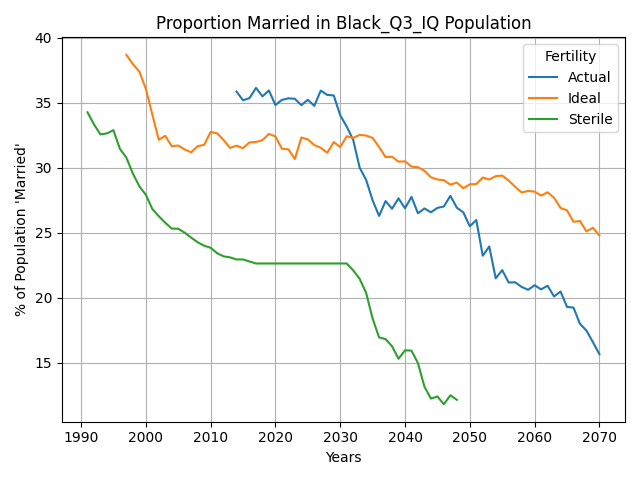 Proportion Married in Black_Q3_IQ Population
% of Population 'Married'
40
35
30
25
20
15
Fertility
Actual
Ideal
Sterile
1990 2000 2010 2020 2030 2040 2050 2060 2070
Years